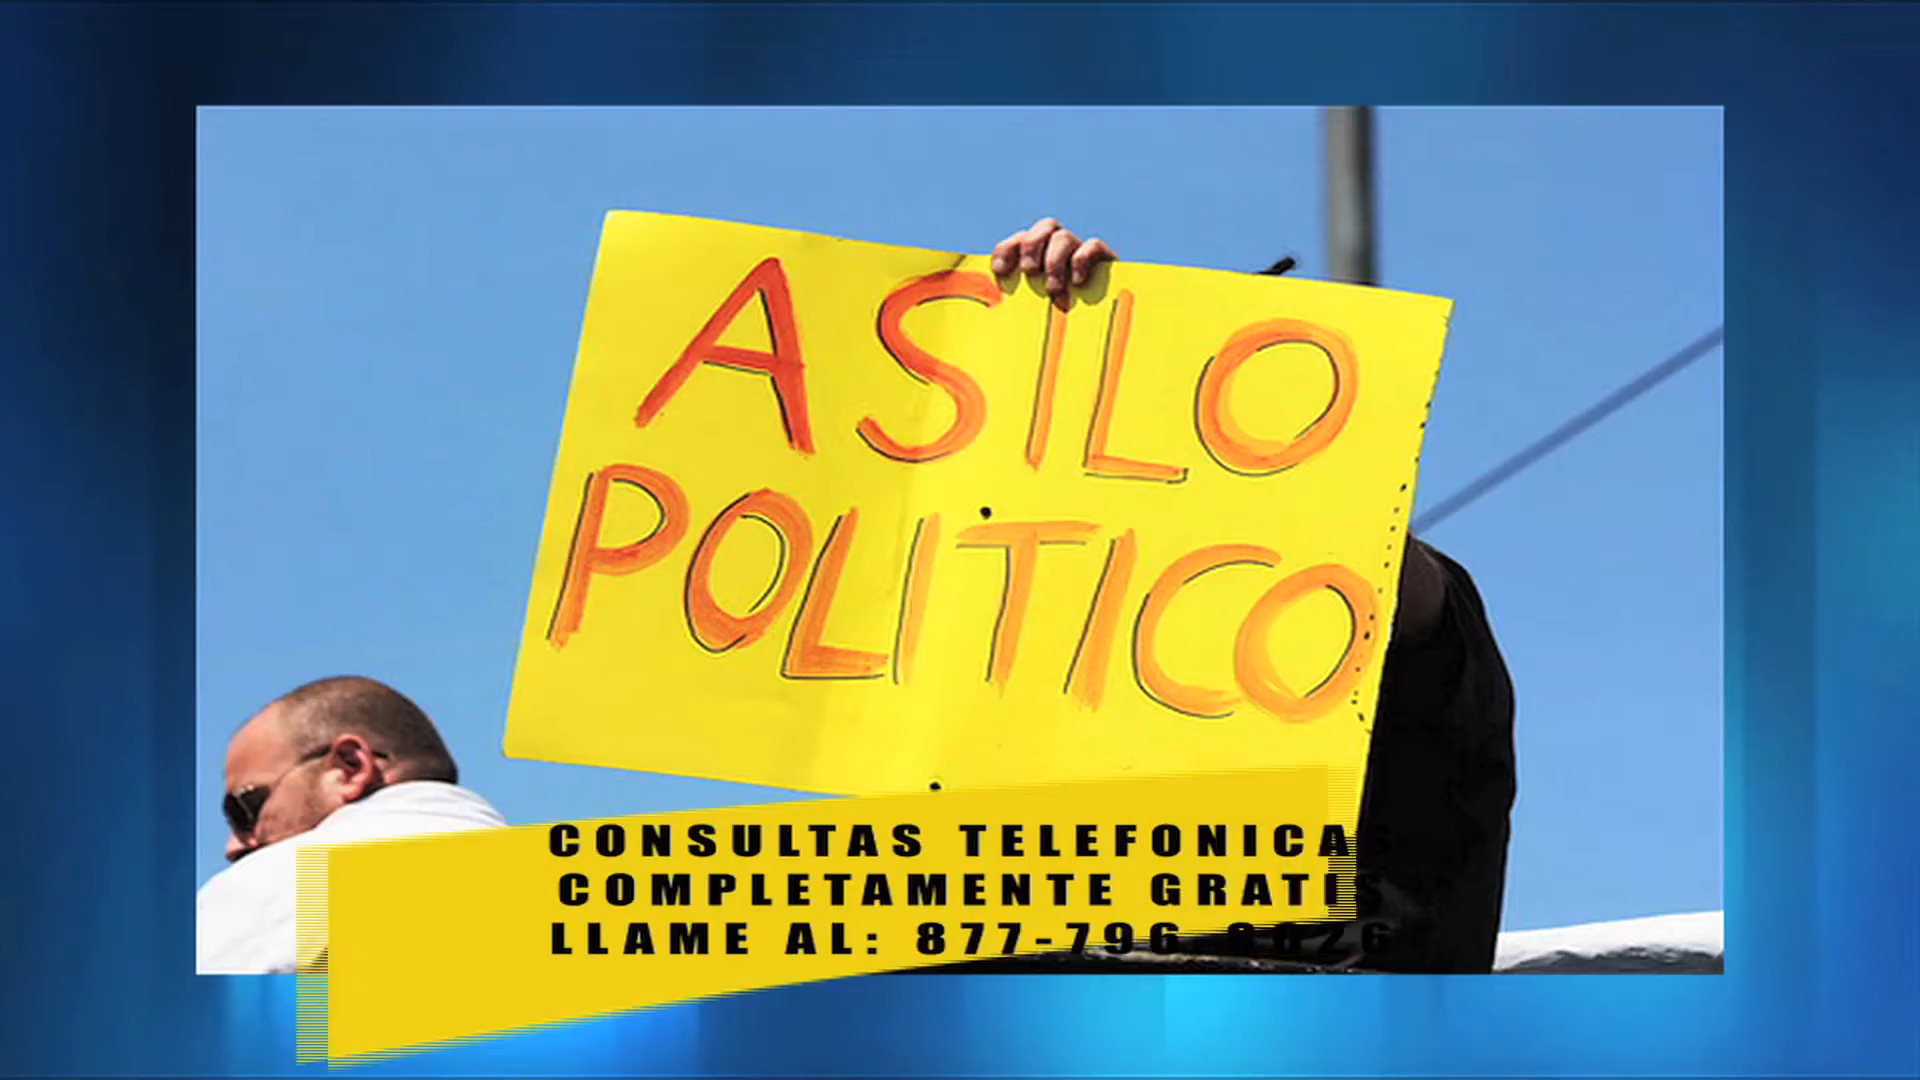 ASILO
POLITICO
CONSULTAS TELEFONICAS
COMPLETAMENTE GRATIS
LLAME AL: 877-796-